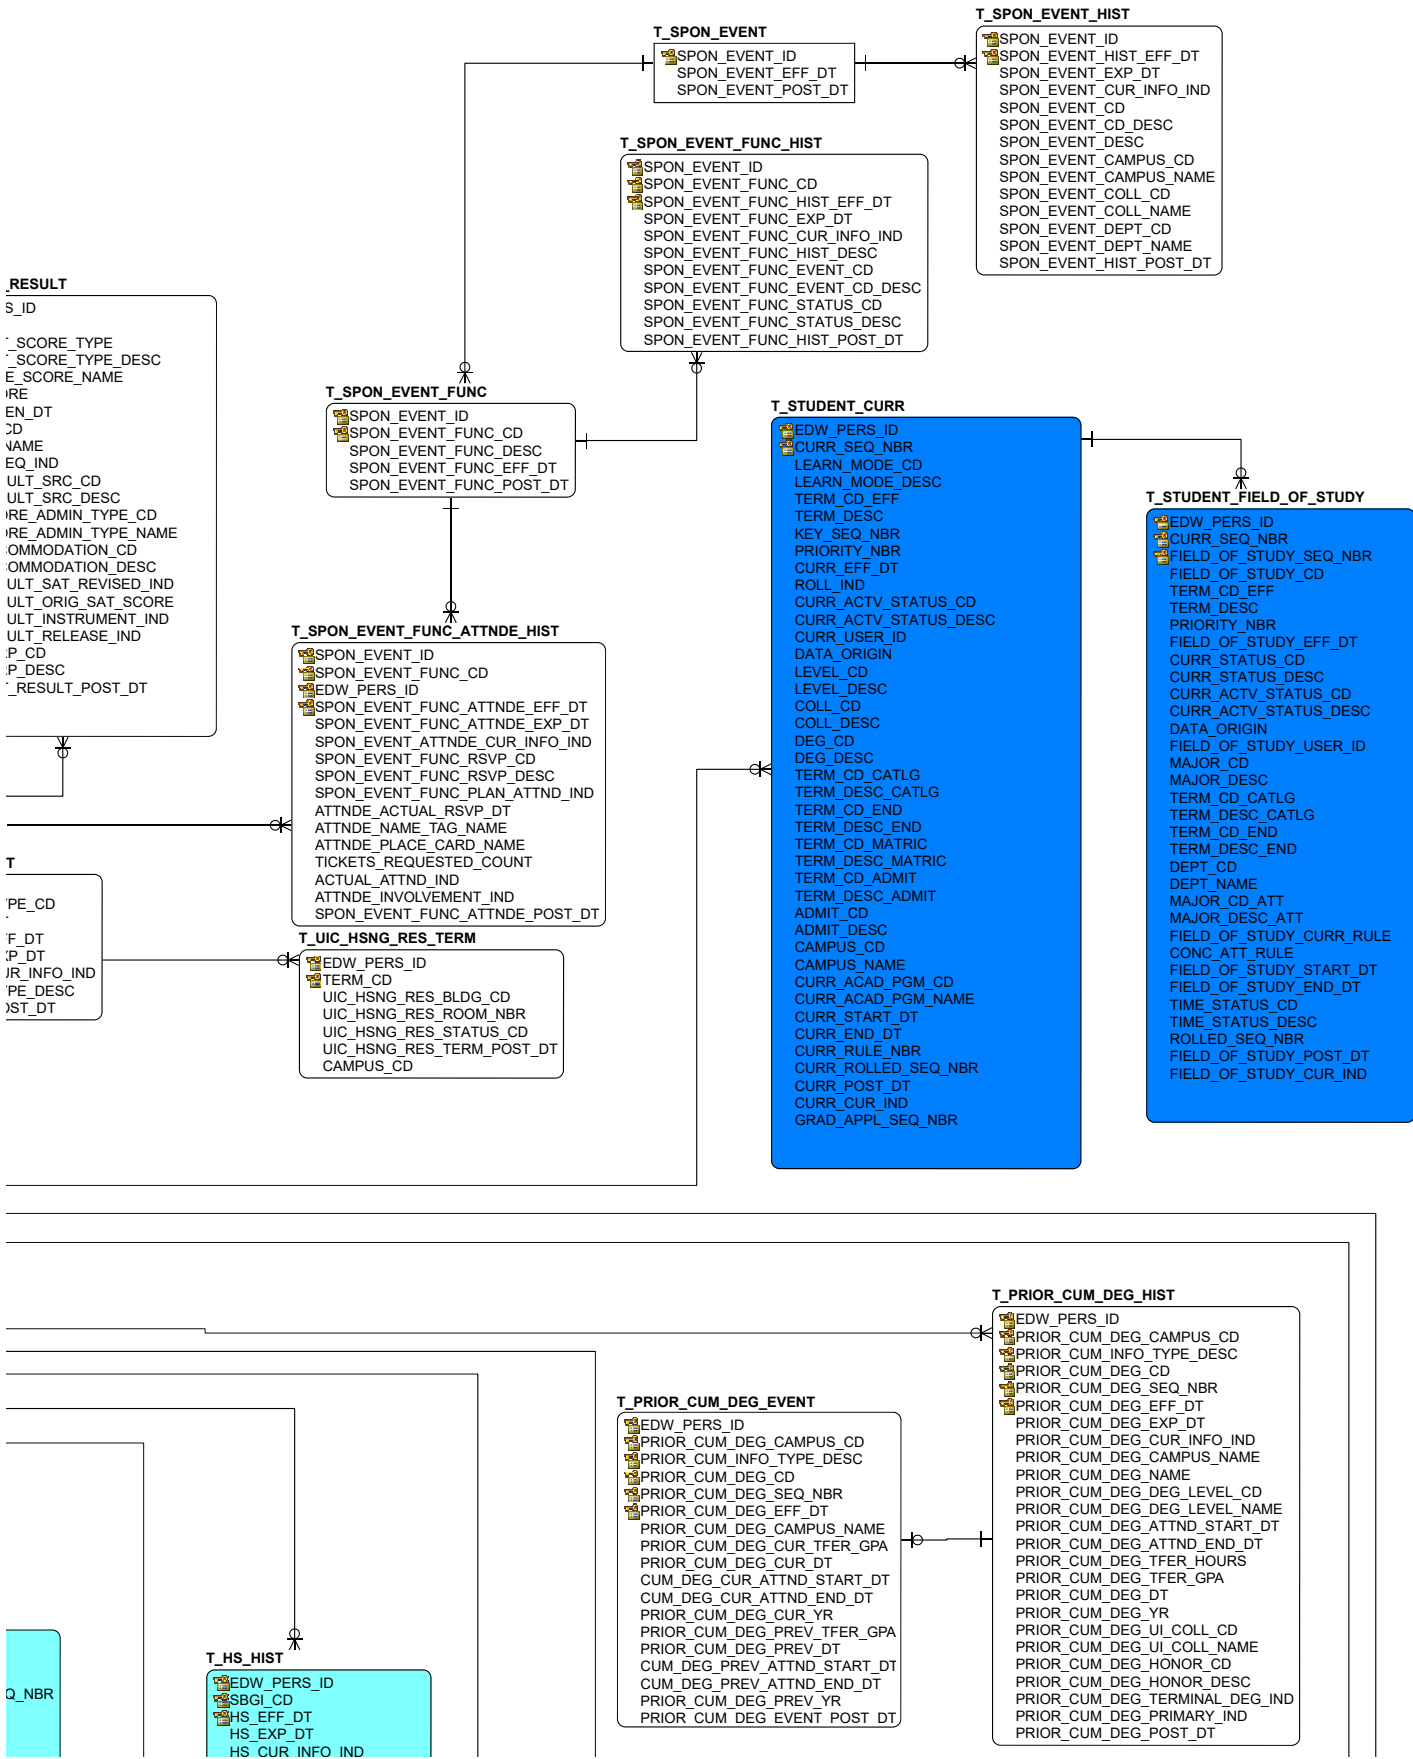 T_SPON_EVENT_HIST
SPON_EVENT_ID
SPON_EVENT_HIST_EFF_DT
SPON_EVENT_EXP_DT
SPON_EVENT_CUR_INFO_IND
SPON_EVENT_CD
SPON_EVENT_CD_DESC
SPON_EVENT_DESC
SPON_EVENT_CAMPUS_CD
SPON_EVENT_CAMPUS_NAME
SPON_EVENT_COLL_CD
SPON_EVENT_COLL_NAME
SPON_EVENT_DEPT_CD
SPON_EVENT_DEPT_NAME
SPON_EVENT_HIST_POST_DT
T_SPON_EVENT
SPON_EVENT_ID
SPON_EVENT_EFF_DT
SPON_EVENT_POST_DT
T_SPON_EVENT_FUNC_HIST
SPON_EVENT_ID
SPON_EVENT_FUNC_CD
SPON_EVENT_FUNC_HIST_EFF_DT
SPON_EVENT_FUNC_EXP_DT
SPON_EVENT_FUNC_CUR_INFO_IND
SPON_EVENT_FUNC_HIST_DESC
SPON_EVENT_FUNC_EVENT_CD
SPON_EVENT_FUNC_EVENT_CD_DESC
SPON_EVENT_FUNC_STATUS_CD
SPON_EVENT_FUNC_STATUS_DESC
SPON_EVENT_FUNC_HIST_POST_DT
_RESULT
S_ID
_SCORE_TYPE
_SCORE_TYPE_DESC
E_SCORE_NAME
RE
EN_DT
CD
NAME
EQ_IND
ULT_SRC_CD
ULT_SRC_DESC
RE_ADMIN_TYPE_CD
RE_ADMIN_TYPE_NAME
COMMODATION_CD
COMMODATION_DESC
ULT_SAT_REVISED_IND
ULT_ORIG_SAT_SCORE
ULT_INSTRUMENT_IND
ULT_RELEASE_IND
P_CD
P_DESC
_RESULT_POST_DT
T_SPON_EVENT_FUNC
SPON_EVENT_ID
SPON_EVENT_FUNC_CD
SPON_EVENT_FUNC_DESC
SPON_EVENT_FUNC_EFF_DT
SPON_EVENT_FUNC_POST_DT
T_STUDENT_CURR
EDW_PERS_ID
CURR_SEQ_NBR
LEARN_MODE_CD
LEARN_MODE_DESC
TERM_CD_EFF
TERM_DESC
KEY_SEQ_NBR
PRIORITY_NBR
CURR_EFF_DT
ROLL_IND
CURR_ACTV_STATUS_CD
CURR_ACTV_STATUS_DESC
CURR_USER_ID
DATA_ORIGIN
LEVEL_CD
LEVEL_DESC
COLL_CD
COLL_DESC
DEG_CD
DEG_DESC
TERM_CD_CATLG
TERM_DESC_CATLG
TERM_CD_END
TERM_DESC_END
TERM_CD_MATRIC
TERM_DESC_MATRIC
TERM_CD_ADMIT
TERM_DESC_ADMIT
ADMIT_CD
ADMIT_DESC
CAMPUS_CD
CAMPUS_NAME
CURR_ACAD_PGM_CD
CURR_ACAD_PGM_NAME
CURR_START_DT
CURR_END_DT
CURR_RULE_NBR
CURR_ROLLED_SEQ_NBR
CURR_POST_DT
CURR_CUR_IND
GRAD_APPL_SEQ_NBR
T_STUDENT_FIELD_OF_STUDY
EDW_PERS_ID
CURR_SEQ_NBR
FIELD_OF_STUDY_SEQ_NBR
FIELD_OF_STUDY_CD
TERM_CD_EFF
TERM_DESC
PRIORITY_NBR
FIELD_OF_STUDY_EFF_DT
CURR_STATUS_CD
CURR_STATUS_DESC
CURR_ACTV_STATUS_CD
CURR_ACTV_STATUS_DESC
DATA_ORIGIN
FIELD_OF_STUDY_USER_ID
MAJOR_CD
MAJOR_DESC
TERM_CD_CATLG
TERM_DESC_CATLG
TERM_CD_END
TERM_DESC_END
DEPT_CD
DEPT_NAME
MAJOR_CD_ATT
MAJOR_DESC_ATT
FIELD_OF_STUDY_CURR_RULE
CONC_ATT_RULE
FIELD_OF_STUDY_START_DT
FIELD_OF_STUDY_END_DT
TIME_STATUS_CD
TIME_STATUS_DESC
ROLLED_SEQ_NBR
FIELD_OF_STUDY_POST_DT
FIELD_OF_STUDY_CUR_IND
T_SPON_EVENT_FUNC_ATTNDE_HIST
SPON_EVENT_ID
SPON_EVENT_FUNC_CD
EDW_PERS_ID
SPON_EVENT_FUNC_ATTNDE_EFF_DT
SPON_EVENT_FUNC_ATTNDE_EXP_DT
SPON_EVENT_ATTNDE_CUR_INFO_IND
SPON_EVENT_FUNC_RSVP_CD
SPON_EVENT_FUNC_RSVP_DESC
SPON_EVENT_FUNC_PLAN_ATTND_IND
ATTNDE_ACTUAL_RSVP_DT
ATTNDE_NAME_TAG_NAME
ATTNDE_PLACE_CARD_NAME
TICKETS_REQUESTED_COUNT
ACTUAL_ATTND_IND
ATTNDE_INVOLVEMENT_IND
SPON_EVENT_FUNC_ATTNDE_POST_DT
T
PE_CD
F_DT
XP_DT
UR_INFO_IND
PE_DESC
OST_DT
T_UIC_HSNG_RES_TERM
EDW_PERS_ID
TERM_CD
UIC_HSNG_RES_BLDG_CD
UIC_HSNG_RES_ROOM_NBR
UIC_HSNG_RES_STATUS_CD
UIC_HSNG_RES_TERM_POST_DT
CAMPUS_CD
T_PRIOR_CUM_DEG_HIST
EDW_PERS_ID
PRIOR_CUM_DEG_CAMPUS_CD
PRIOR_CUM_INFO_TYPE_DESC
PRIOR_CUM_DEG_CD
PRIOR_CUM_DEG_SEQ_NBR
PRIOR_CUM_DEG_EFF_DT
PRIOR_CUM_DEG_EXP_DT
PRIOR_CUM_DEG_CUR_INFO_IND
PRIOR_CUM_DEG_CAMPUS_NAME
PRIOR_CUM_DEG_NAME
PRIOR_CUM_DEG_DEG_LEVEL_CD
PRIOR_CUM_DEG_DEG_LEVEL_NAME
PRIOR_CUM_DEG_ATTND_START_DT
PRIOR_CUM_DEG_ATTND_END_DT
PRIOR_CUM_DEG_TFER_HOURS
PRIOR_CUM_DEG_TFER_GPA
PRIOR_CUM_DEG_DT
PRIOR_CUM_DEG_YR
PRIOR_CUM_DEG_UI_COLL_CD
PRIOR_CUM_DEG_UI_COLL_NAME
PRIOR_CUM_DEG_HONOR_CD
PRIOR_CUM_DEG_HONOR_DESC
PRIOR_CUM_DEG_TERMINAL_DEG_IND
PRIOR_CUM_DEG_PRIMARY_IND
PRIOR_CUM_DEG_POST_DT
T_PRIOR_CUM_DEG_EVENT
EDW_PERS_ID
PRIOR_CUM_DEG_CAMPUS_CD
PRIOR_CUM_INFO_TYPE_DESC
PRIOR_CUM_DEG_CD
PRIOR_CUM_DEG_SEQ_NBR
PRIOR_CUM_DEG_EFF_DT
PRIOR_CUM_DEG_CAMPUS_NAME
PRIOR_CUM_DEG_CUR_TFER_GPA
PRIOR_CUM_DEG_CUR_DT
CUM_DEG_CUR_ATTND_START_DT
CUM_DEG_CUR_ATTND_END_DT
PRIOR_CUM_DEG_CUR_YR
PRIOR_CUM_DEG_PREV_TFER_GPA
PRIOR_CUM_DEG_PREV_DT
CUM_DEG_PREV_ATTND_START_DT
CUM_DEG_PREV_ATTND_END_DT
PRIOR_CUM_DEG_PREV_YR
PRIOR_CUM_DEG_EVENT_POST_DT
Q_NBR
T_HS_HIST
EDW_PERS_ID
SBGI_CD
HS_EFF_DT
HS_EXP_DT
HS_CUR_INFO_IND